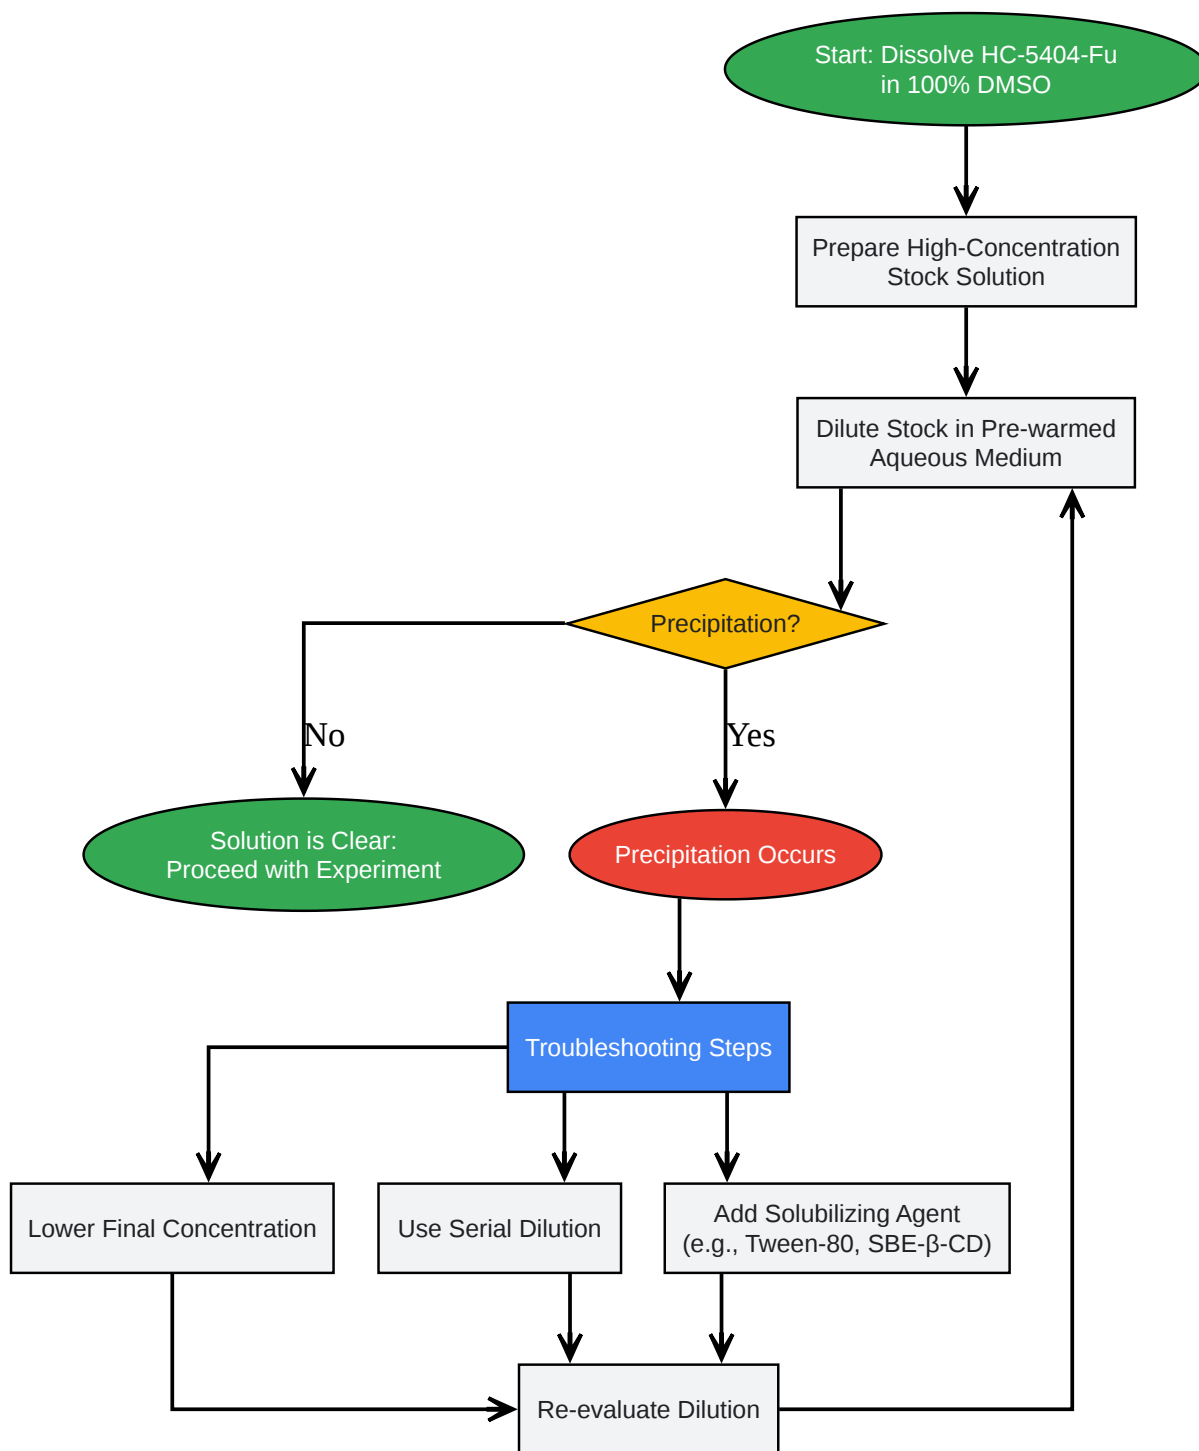 Start: Dissolve HC-5404-Fu
in 100% DMSO
Prepare High-Concentration
Stock Solution
Dilute Stock in Pre-warmed
Aqueous Medium
Precipitation?
No
Yes
Solution is Clear:
Proceed with Experiment
Precipitation Occurs
Troubleshooting Steps
Lower Final Concentration
Use Serial Dilution
Add Solubilizing Agent
(e.g., Tween-80, SBE-β-CD)
Re-evaluate Dilution